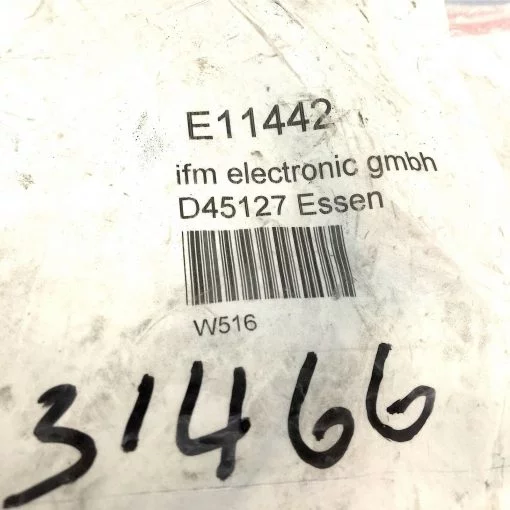 E11442
ifm electronic gmbh
D45127 Essen
W516
31466